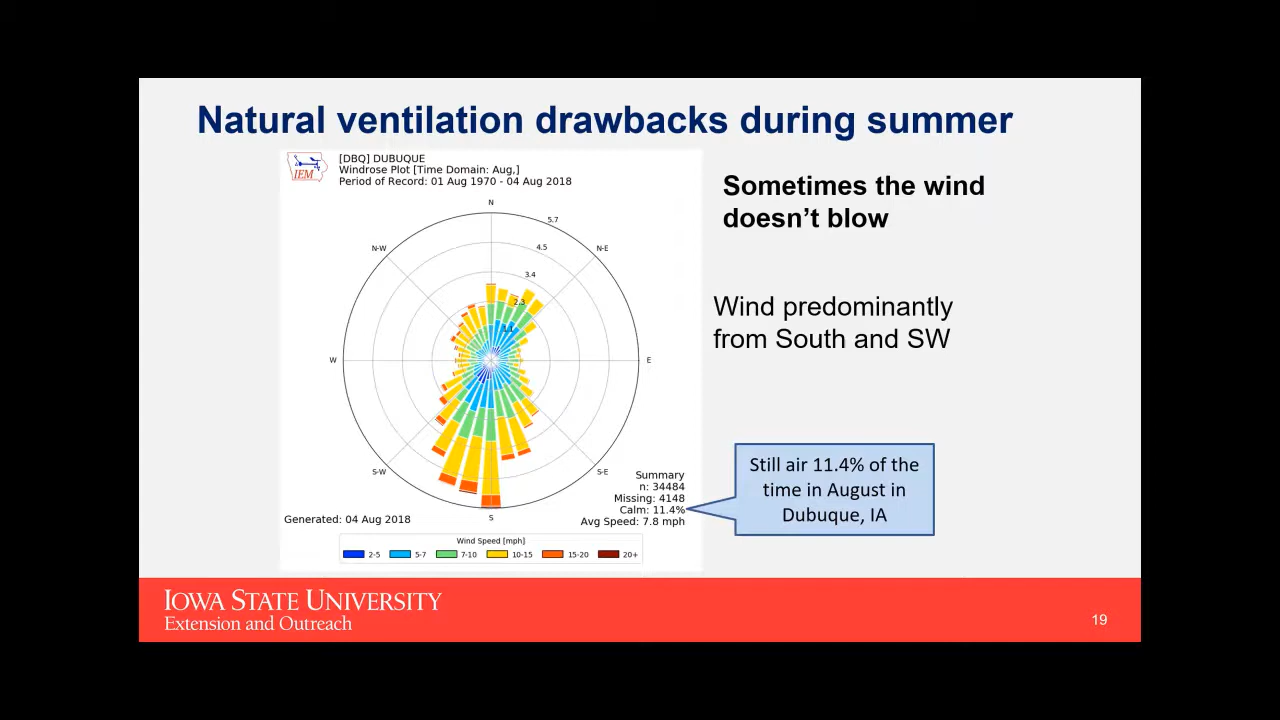 Natural ventilation drawbacks during summer
IEM
[DBQ] DUBUQUE
Windrose Plot [Time Domain: Aug,]
Period of Record: 01 Aug 1970 - 04 Aug 2018
N
5.7
N-W
N-E
4.5
3.4
2.3
1.1
W
E
S-W
S-E
S
Summary
n: 34484
Missing: 4148
Calm: 11.4%
Avg Speed: 7.8 mph
Generated: 04 Aug 2018
Wind Speed [mph]
2-5 5-7 7-10 10-15 15-20 20+
Sometimes the wind
doesn’t blow
Wind predominantly
from South and SW
Still air 11.4% of the
time in August in
Dubuque, IA
IOWA STATE UNIVERSITY
Extension and Outreach
19